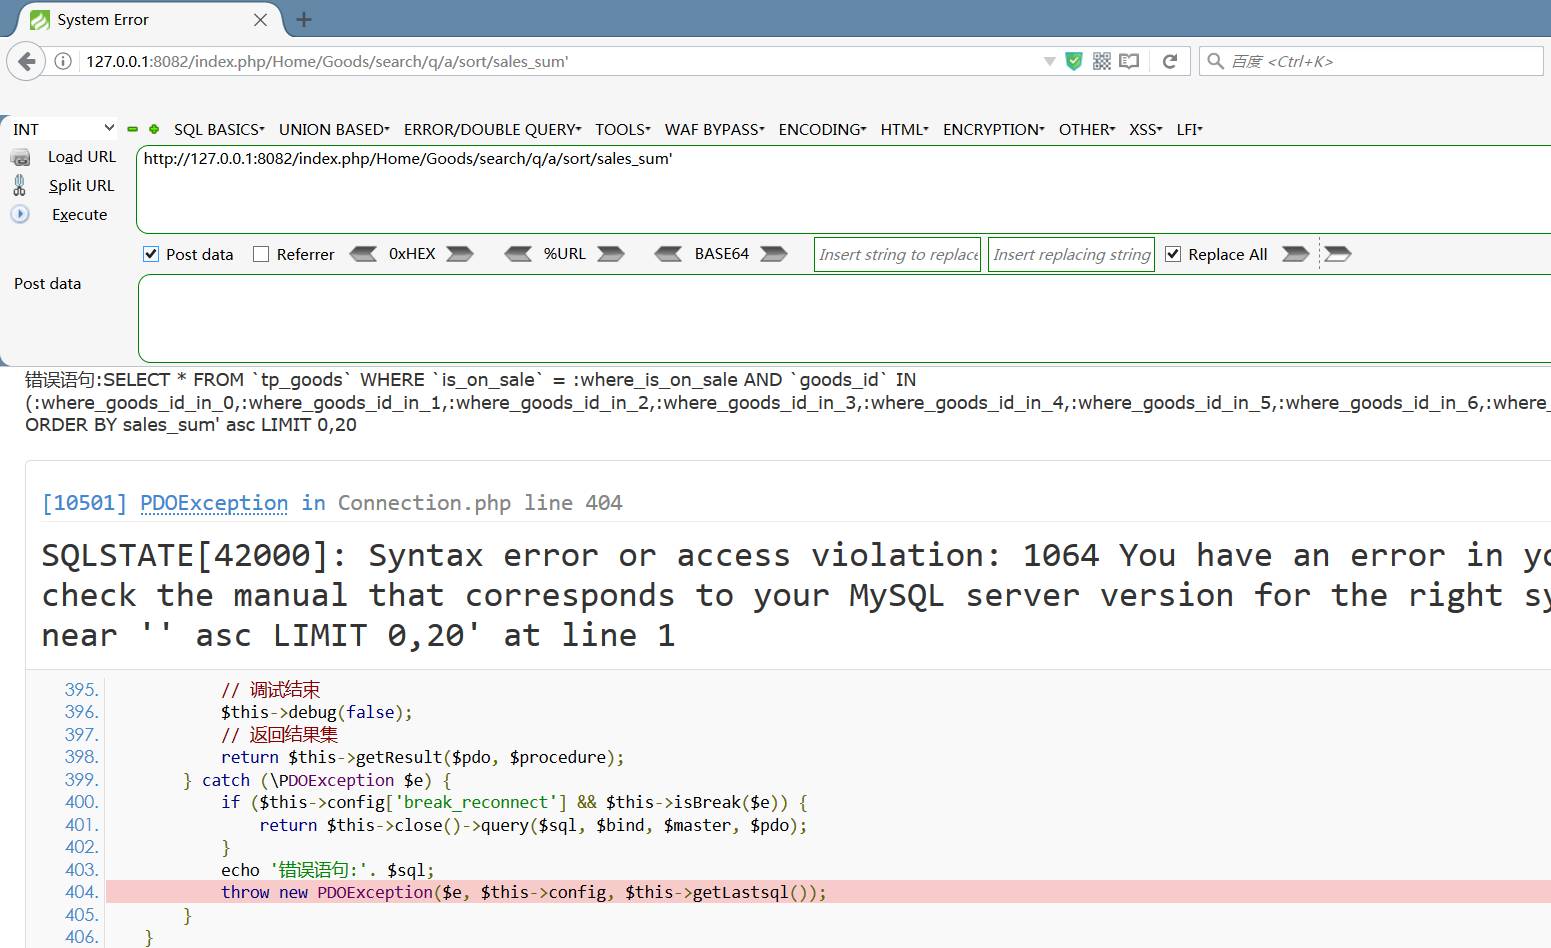 System Error
127.0.0.1:8082/index.php/Home/Goods/search/q/a/sort/sales_sum'
百度 <Ctrl+K>
INT SQL BASICS UNION BASED ERROR/DOUBLE QUERY TOOLS WAF BYPASS ENCODING HTML ENCRYPTION OTHER XSS LFI
Load URL http://127.0.0.1:8082/index.php/Home/Goods/search/q/a/sort/sales_sum'
Split URL
Execute
Post data Referrer 0xHEX %URL BASE64 Insert string to replace Insert replacing string Replace All
Post data
错误语句:SELECT * FROM `tp_goods` WHERE `is_on_sale` = :where_is_on_sale AND `goods_id` IN
(:where_goods_id_in_0,:where_goods_id_in_1,:where_goods_id_in_2,:where_goods_id_in_3,:where_goods_id_in_4,:where_goods_id_in_5,:where_goods_id_in_6,:where_
ORDER BY sales_sum' asc LIMIT 0,20
[10501] PDOException in Connection.php line 404
SQLSTATE[42000]: Syntax error or access violation: 1064 You have an error in yo
check the manual that corresponds to your MySQL server version for the right sy
near '' asc LIMIT 0,20' at line 1
395. // 调试结束
396. $this->debug(false);
397. // 返回结果集
398. return $this->getResult($pdo, $procedure);
399. } catch (\PDOException $e) {
400. if ($this->config['break_reconnect'] && $this->isBreak($e)) {
401. return $this->close()->query($sql, $bind, $master, $pdo);
402. }
403. echo '错误语句:'. $sql;
404. throw new PDOException($e, $this->config, $this->getLastsql());
405. }
406. }